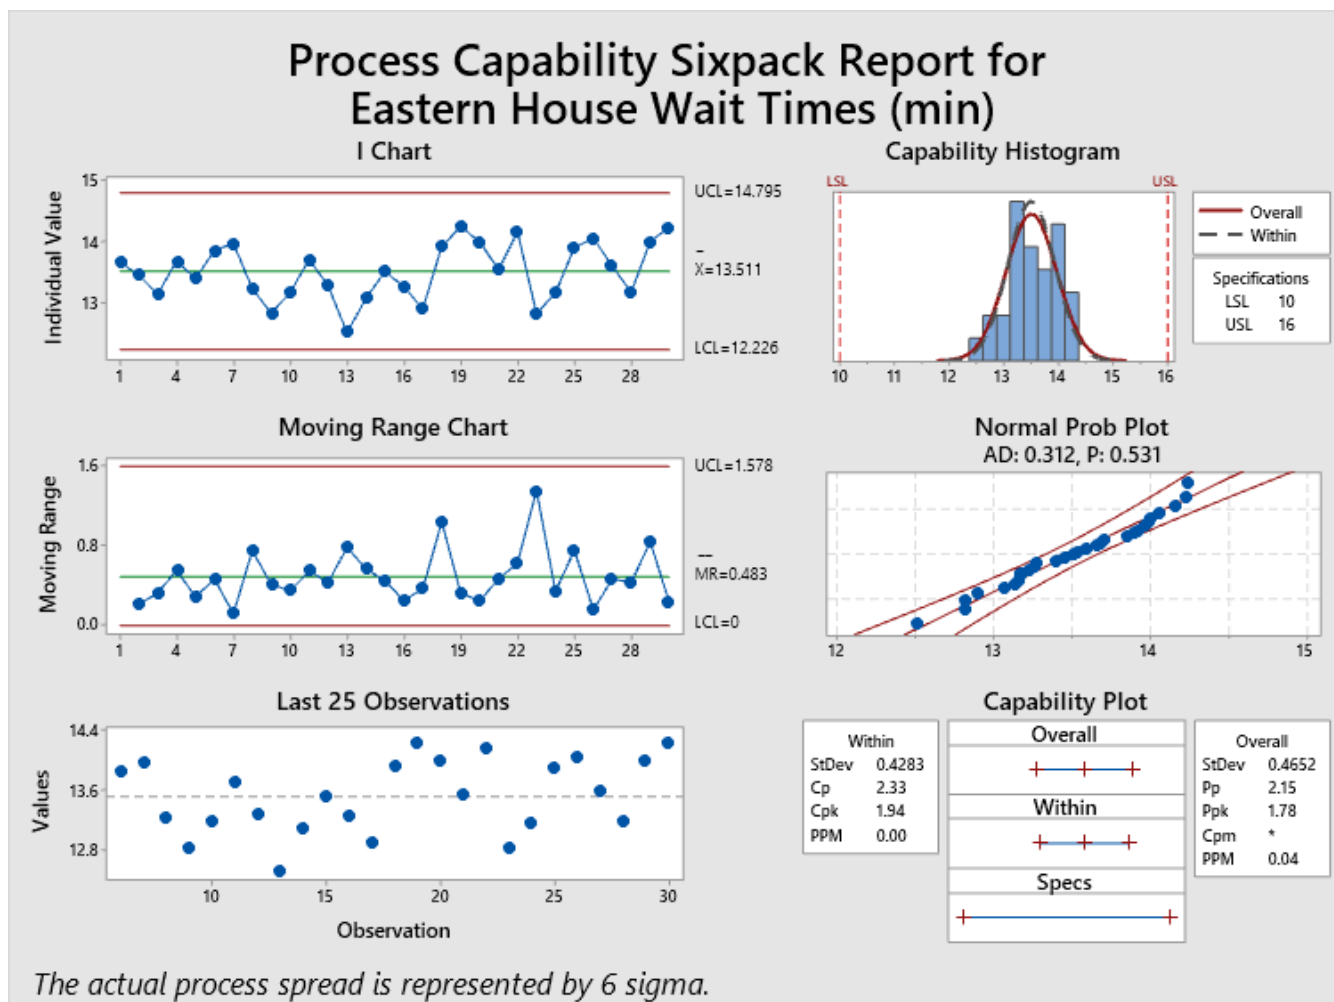 Process Capability Sixpack Report for
Eastern House Wait Times (min)
I Chart
Individual Value
15
14
13
1 4 7 10 13 16 19 22 25 28
UCL=14.795
_
X=13.511
LCL=12.226
Capability Histogram
LSL USL
10 11 12 13 14 15 16
Overall
Within
Specifications
LSL 10
USL 16
Moving Range Chart
Moving Range
1.6
0.8
0.0
1 4 7 10 13 16 19 22 25 28
UCL=1.578
__
MR=0.483
LCL=0
Normal Prob Plot
AD: 0.312, P: 0.531
12 13 14 15
Last 25 Observations
Values
14.4
13.6
12.8
10 15 20 25 30
Observation
Capability Plot
Within
StDev 0.4283
Cp 2.33
Cpk 1.94
PPM 0.00
Overall
Within
Specs
Overall
StDev 0.4652
Pp 2.15
Ppk 1.78
Cpm *
PPM 0.04
The actual process spread is represented by 6 sigma.